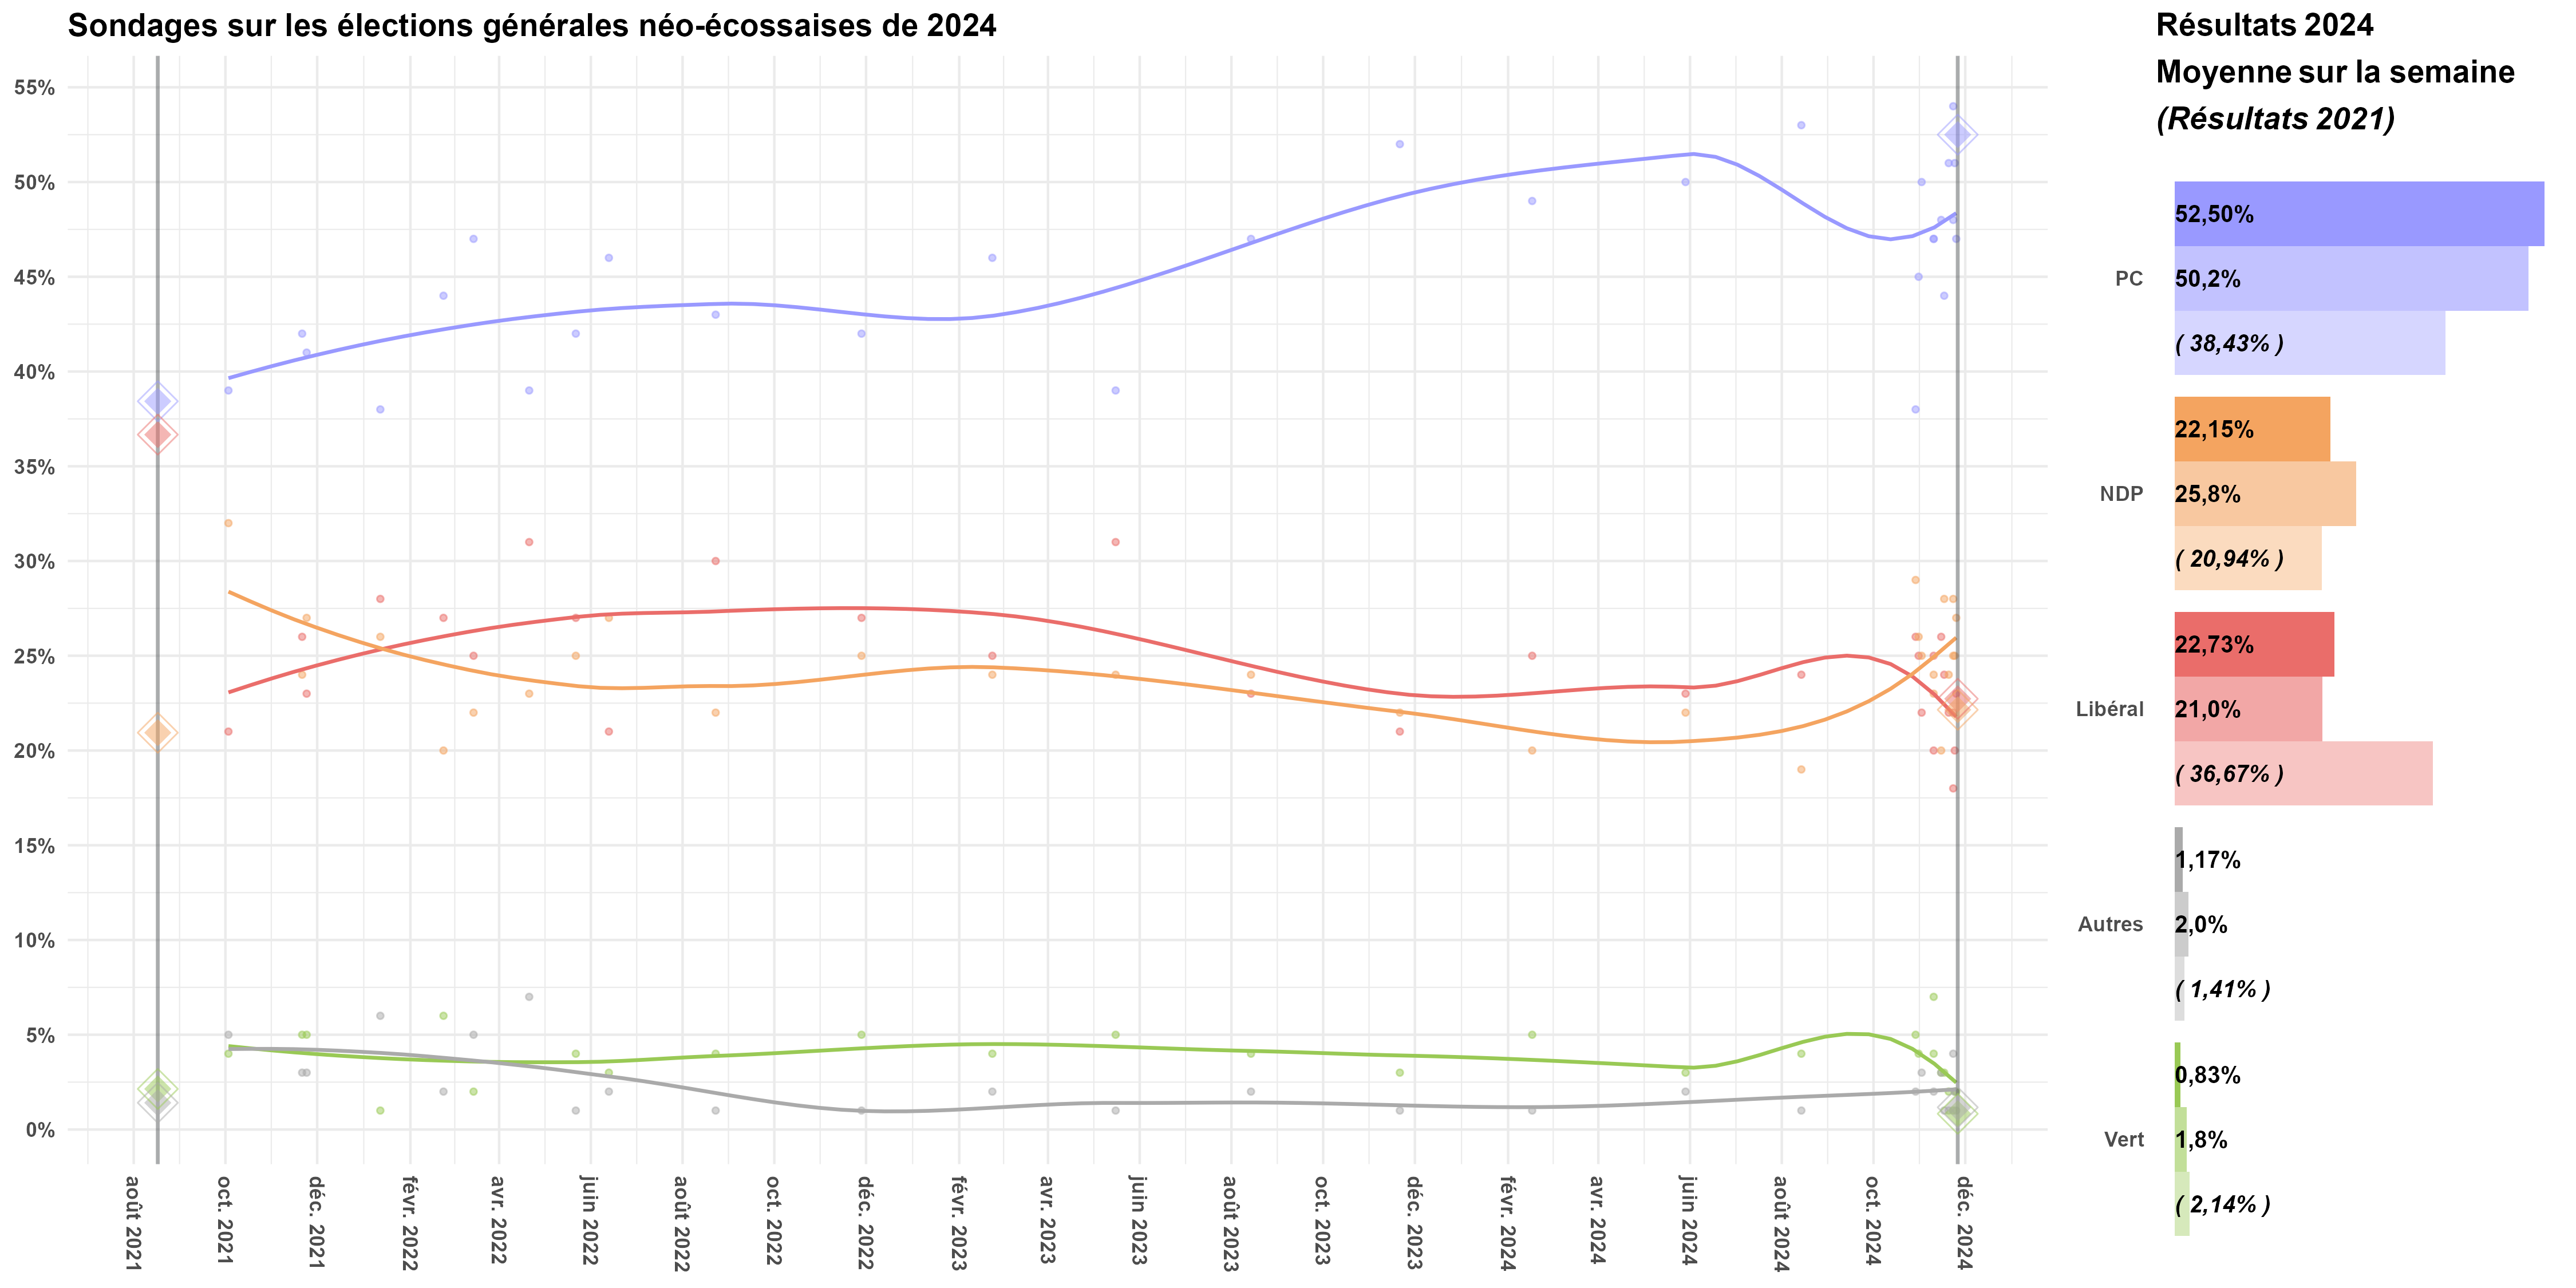 Sondages sur les élections générales néo-écossaises de 2024
55%
50%
45%
40%
35%
30%
25%
20%
15%
10%
5%
0%
août 2021
oct. 2021
déc. 2021
févr. 2022
avr. 2022
juin 2022
août 2022
oct. 2022
déc. 2022
févr. 2023
avr. 2023
juin 2023
août 2023
oct. 2023
déc. 2023
févr. 2024
avr. 2024
juin 2024
août 2024
oct. 2024
déc. 2024
Résultats 2024
Moyenne sur la semaine
(Résultats 2021)
52,50%
PC
50,2%
( 38,43% )
22,15%
NDP
25,8%
( 20,94% )
22,73%
Libéral
21,0%
( 36,67% )
1,17%
Autres
2,0%
( 1,41% )
0,83%
Vert
1,8%
( 2,14% )